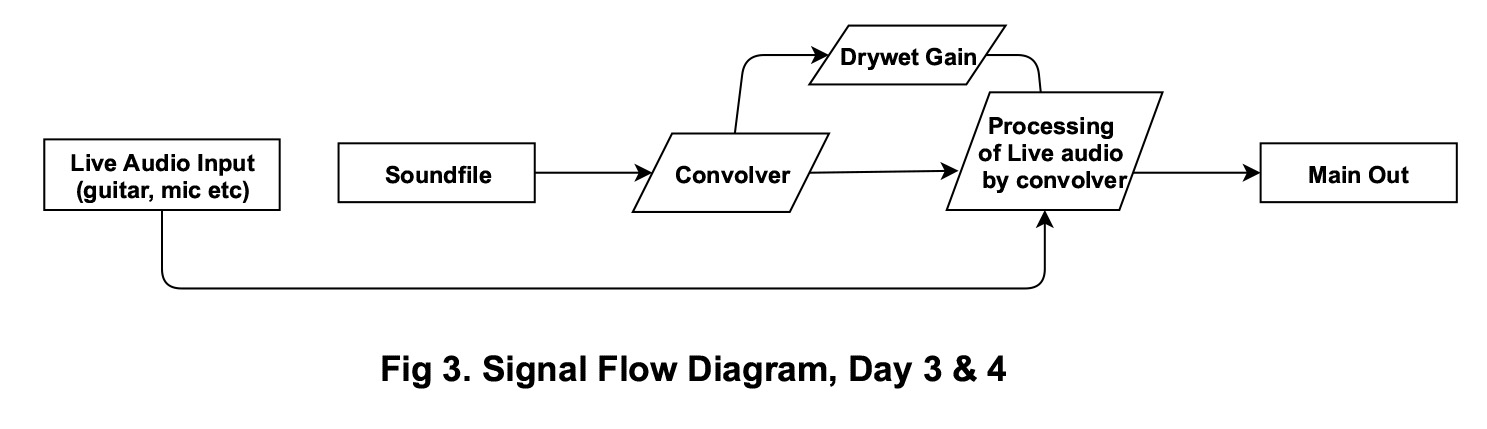 Drywet Gain
Live Audio Input
(guitar, mic etc)
Soundfile
Convolver
Processing
of Live audio
by convolver
Main Out
Fig 3. Signal Flow Diagram, Day 3 & 4